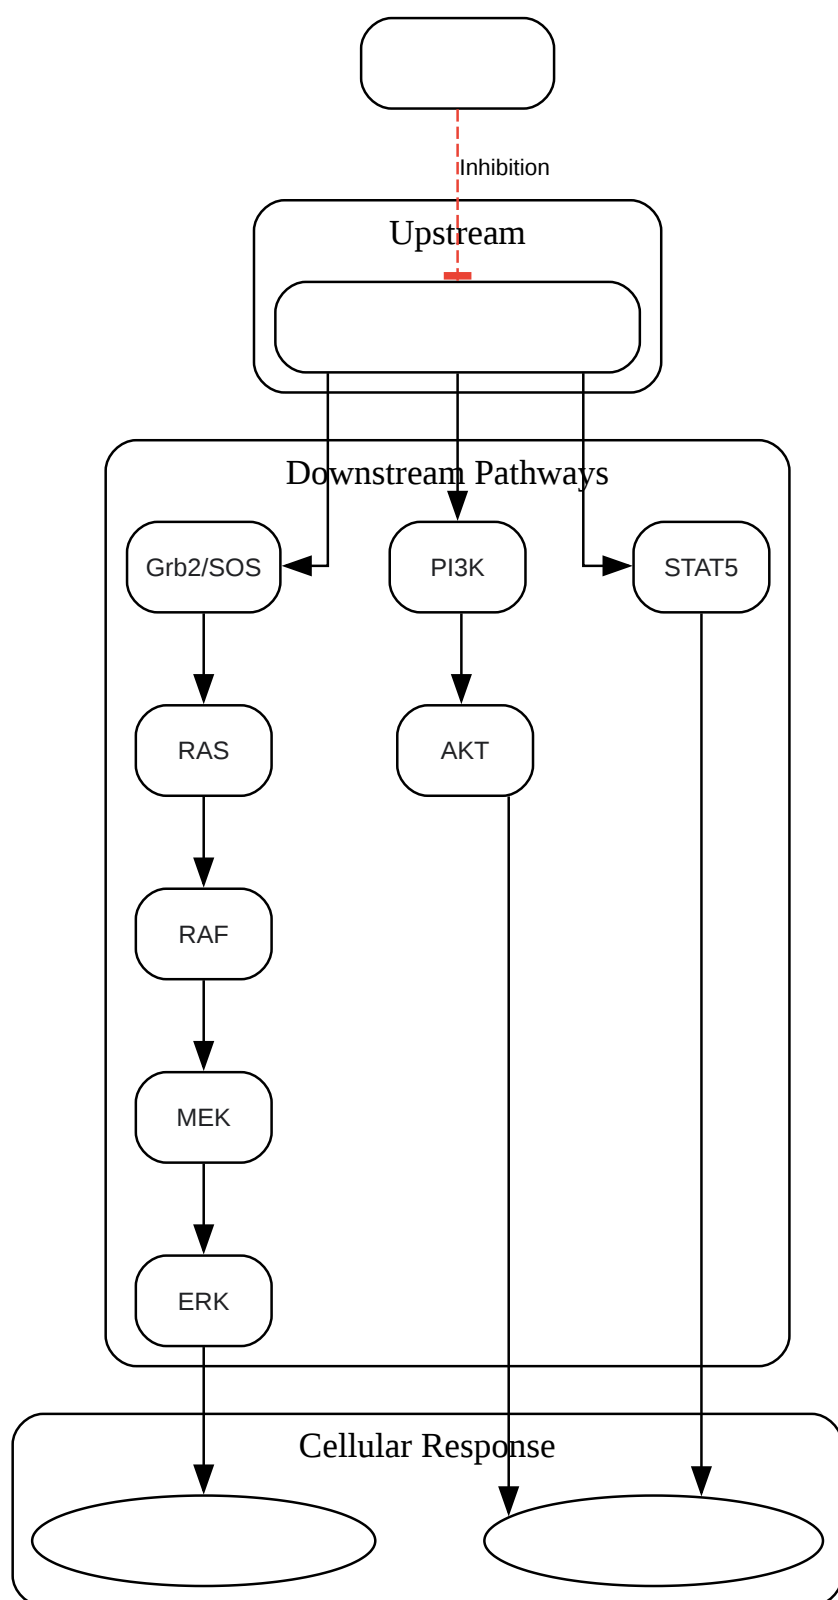 Inhibition
Upstream
Downstream Pathways
Grb2/SOS
PI3K
STAT5
RAS
AKT
RAF
MEK
ERK
Cellular Response